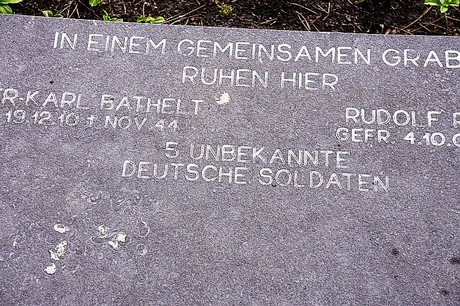 IN EINEM GEMEINSAMEN GRAB
RUHEN HIER
R-KARL BATHELT
19.12.10 † NOV. 44
RUDOLF
GEFR. 4.10.0
5 UNBEKANNTE
DEUTSCHE SOLDATEN